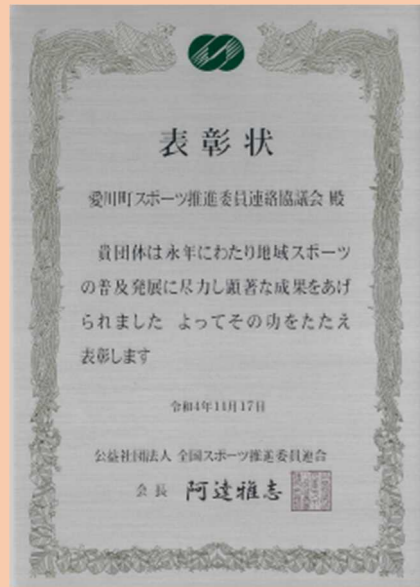 表彰状
愛川町スポーツ推進委員連絡協議会 殿
貴団体は永年にわたり地域スポーツ
の普及発展に尽力し顕著な成果をあげ
られました よってその功をたたえ
表彰します
令和4年11月17日
公益社団法人 全国スポーツ推進委員連合
会長 阿達雅志